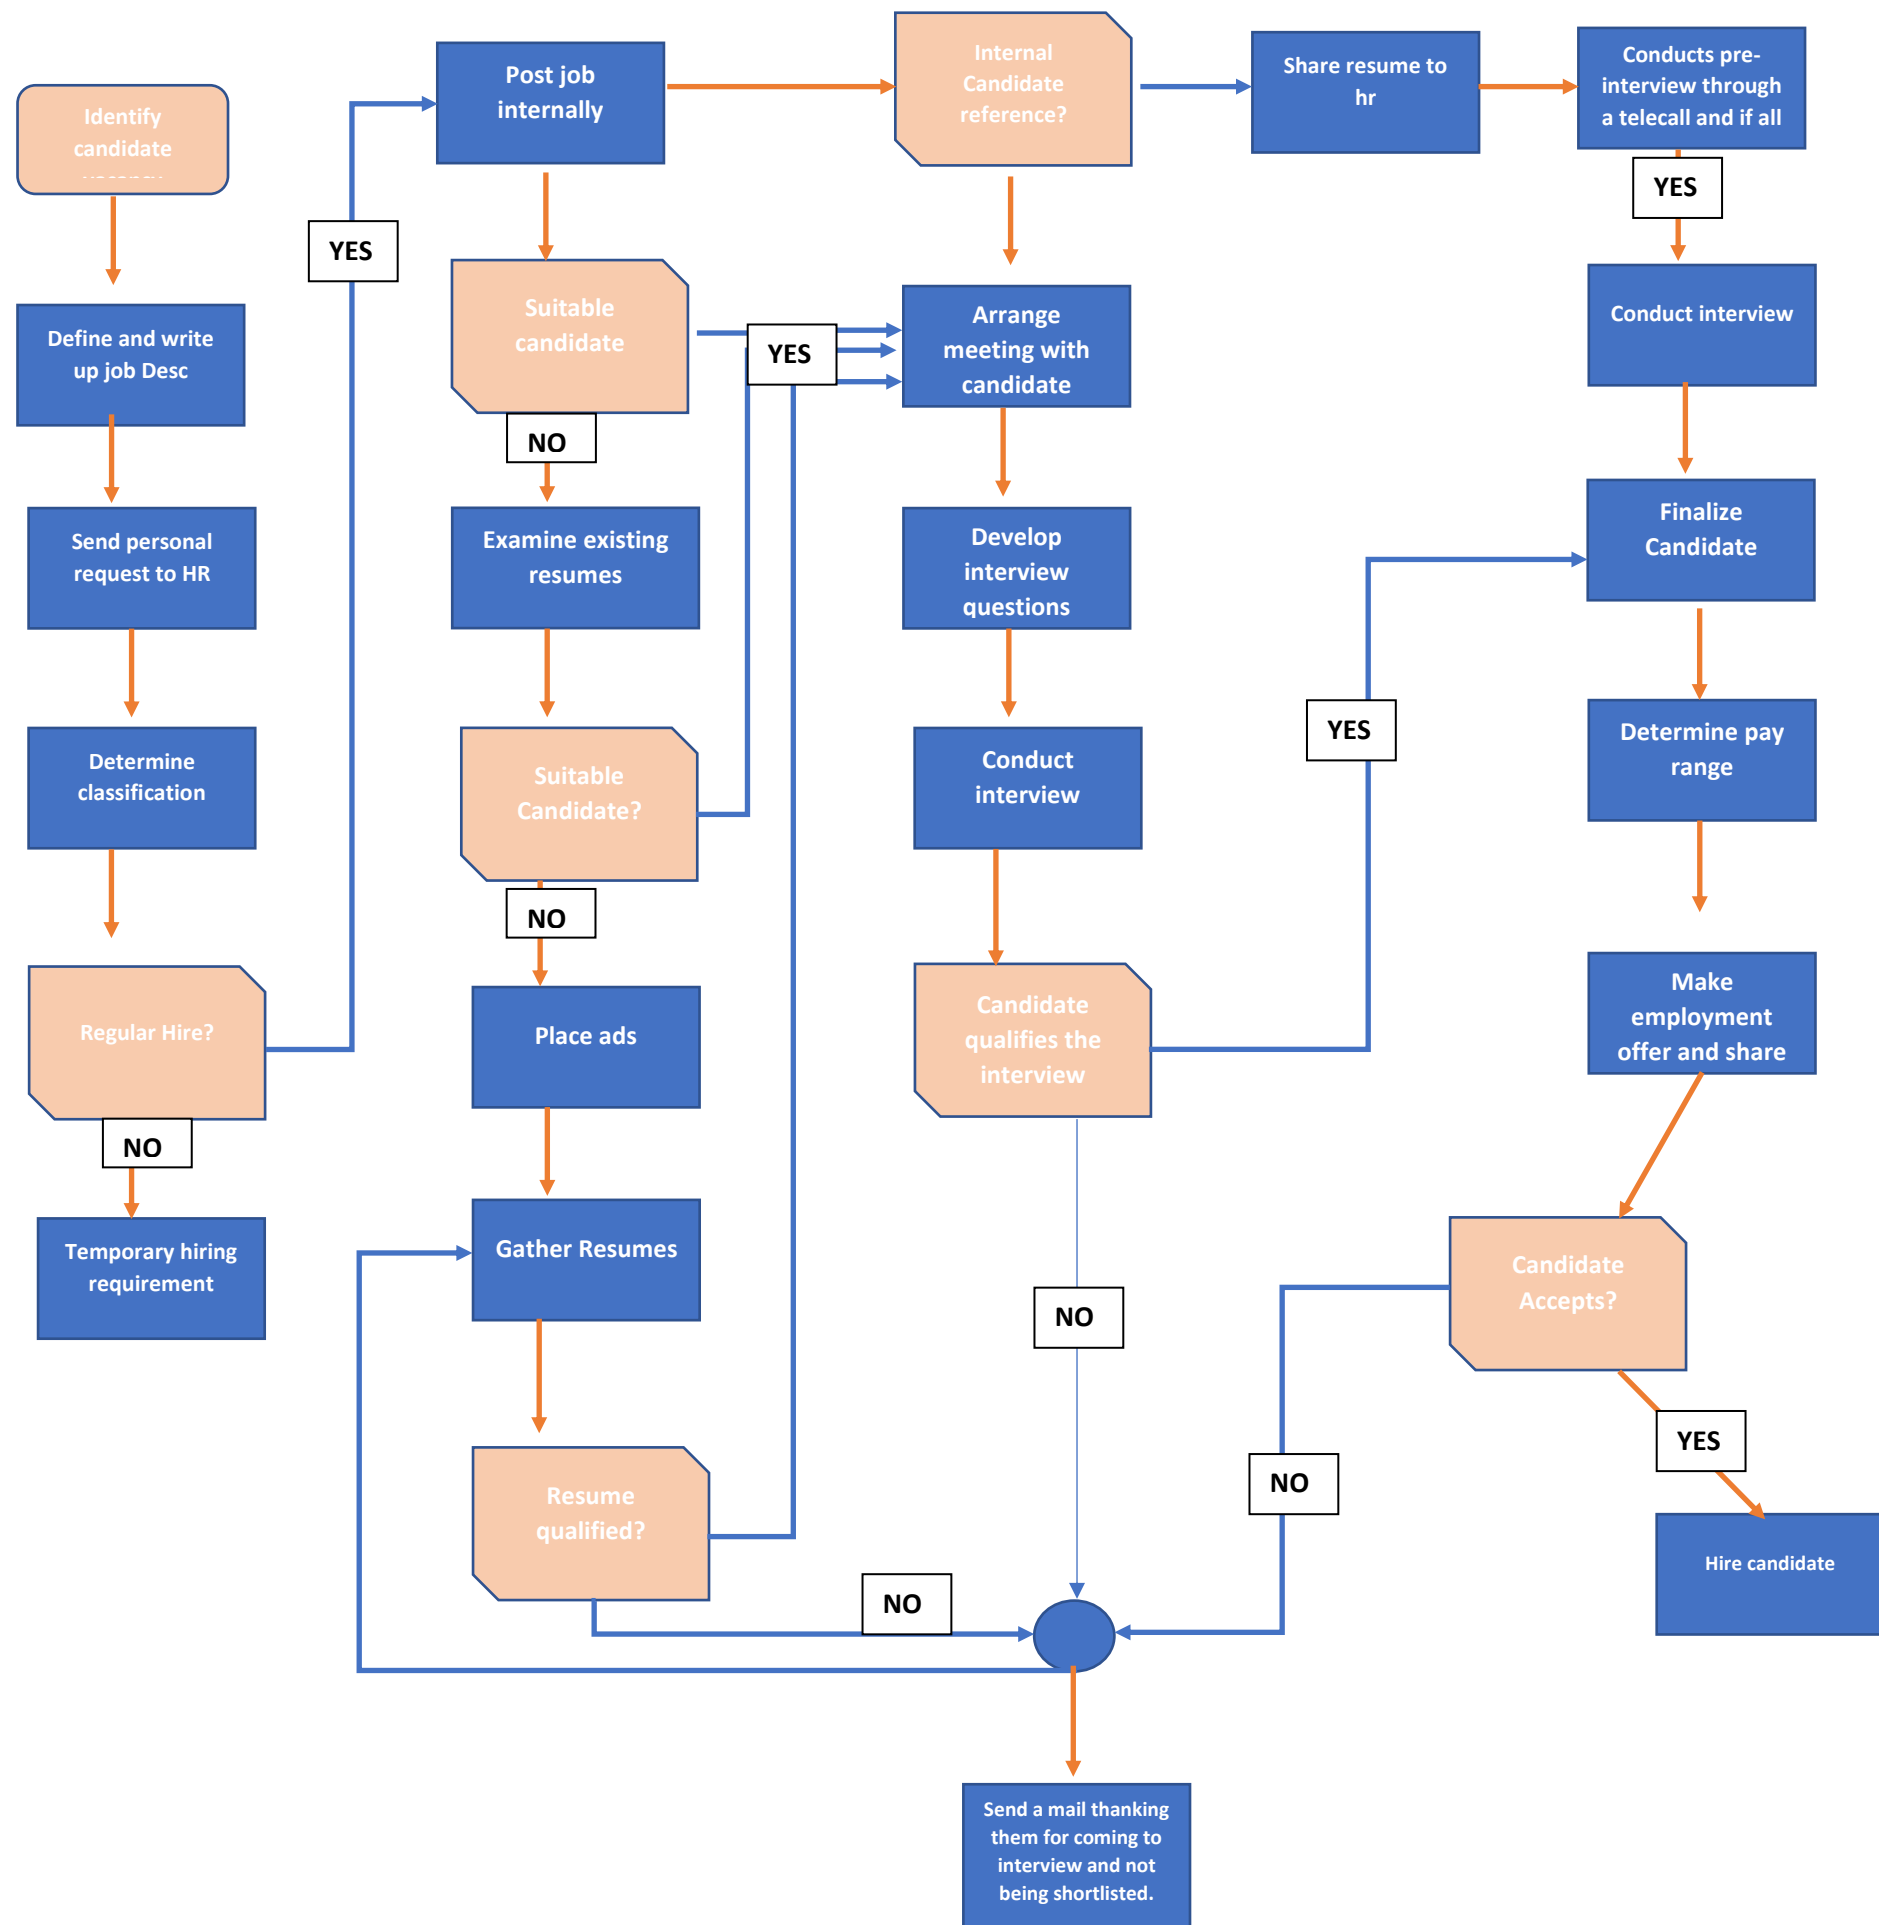 Identify
candidate
Define and write
up job Desc
Send personal
request to HR
Determine
classification
Regular Hire?
NO
Temporary hiring
requirement
YES
Post job
internally
Suitable
candidate
NO
Examine existing
resumes
Suitable
Candidate?
NO
Place ads
Gather Resumes
Resume
qualified?
NO
YES
Internal
Candidate
reference?
Arrange
meeting with
candidate
Develop
interview
questions
Conduct
interview
Candidate
qualifies the
interview
NO
Send a mail thanking
them for coming to
interview and not
being shortlisted.
Share resume to
hr
YES
NO
Conducts pre-
interview through
a telecall and if all
YES
Conduct interview
Finalize
Candidate
Determine pay
range
Make
employment
offer and share
Candidate
Accepts?
YES
Hire candidate